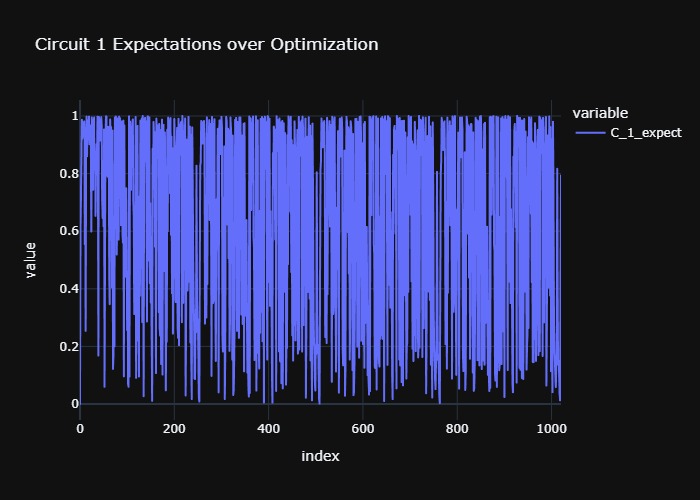 Circuit 1 Expectations over Optimization
variable
C_1_expect
value
1
0.8
0.6
0.4
0.2
0
0 200 400 600 800 1000
index